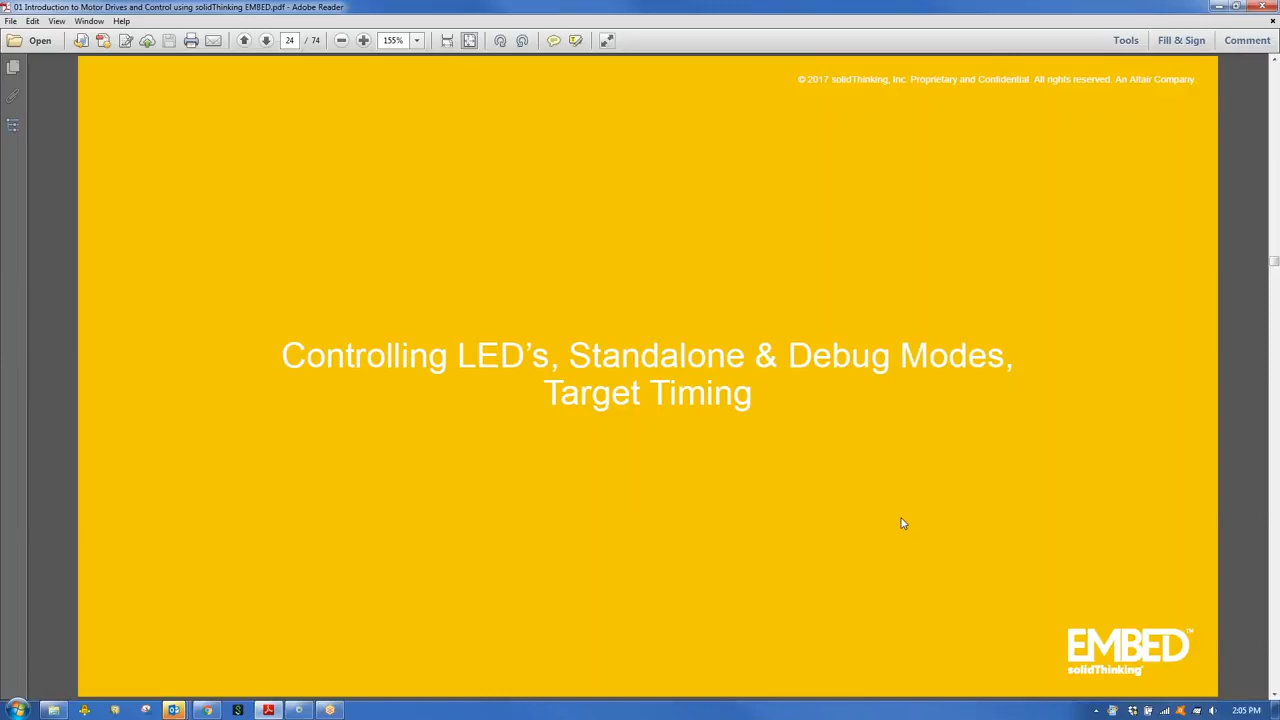 01 Introduction to Motor Drives and Control using solidThinking EMBED.pdf - Adobe Reader
File Edit View Window Help
Open 24 / 74 155% Tools Fill & Sign Comment
© 2017 solidThinking, Inc. Proprietary and Confidential. All rights reserved. An Altair Company.
Controlling LED’s, Standalone & Debug Modes,
Target Timing
EMBED™
solidThinking
2:05 PM